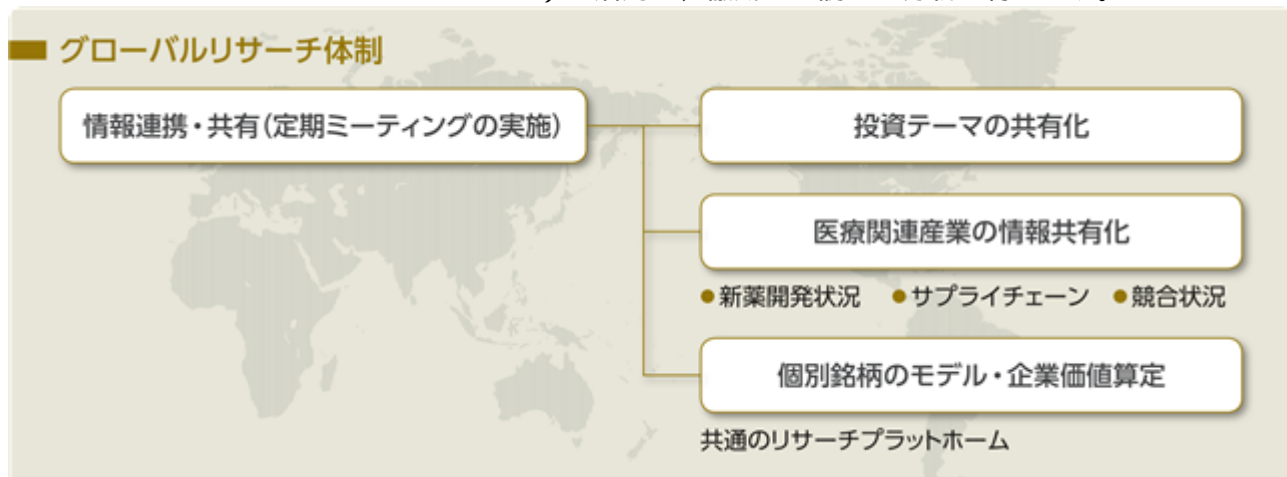 グローバルリサーチ体制
情報連携・共有(定期ミーティングの実施)
投資テーマの共有化
医療関連産業の情報共有化
●新薬開発状況 ●サプライチェーン ●競合状況
個別銘柄のモデル・企業価値算定
共通のリサーチプラットホーム